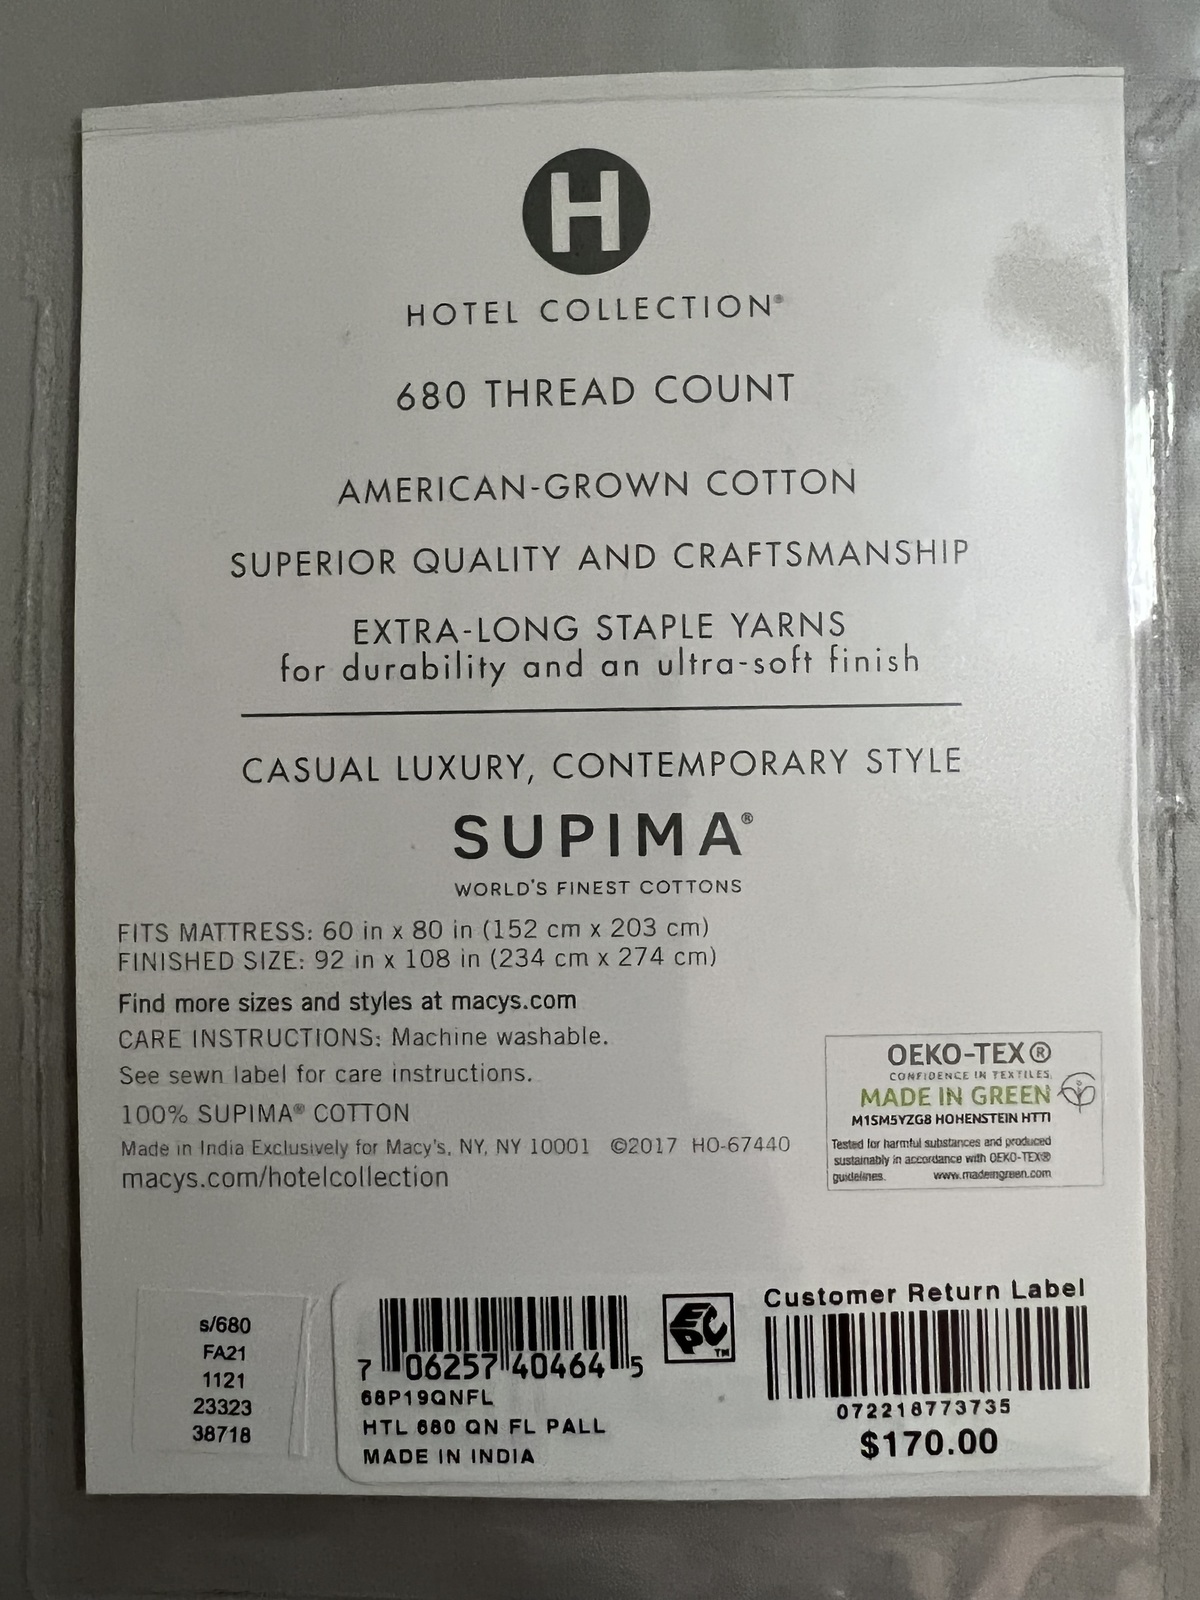 H
HOTEL COLLECTION®
680 THREAD COUNT
AMERICAN-GROWN COTTON
SUPERIOR QUALITY AND CRAFTSMANSHIP
EXTRA-LONG STAPLE YARNS
for durability and an ultra-soft finish
CASUAL LUXURY, CONTEMPORARY STYLE
SUPIMA®
WORLD'S FINEST COTTONS
FITS MATTRESS: 60 in x 80 in (152 cm x 203 cm)
FINISHED SIZE: 92 in x 108 in (234 cm x 274 cm)
Find more sizes and styles at macys.com
CARE INSTRUCTIONS: Machine washable.
See sewn label for care instructions.
100% SUPIMA® COTTON
Made in India Exclusively for Macy's, NY, NY 10001 ©2017 HO-67440
macys.com/hotelcollection
OEKO-TEX®
CONFIDENCE IN TEXTILES
MADE IN GREEN
M1SM5YZG8 HOHENSTEIN HTTI
Tested for harmful substances and produced
sustainably in accordance with OEKO-TEX®
guidelines. www.madeingreen.com
s/680
FA21
1121
23323
38718
7 06257 40464 5
68P19QNFL
HTL 680 QN FL PALL
MADE IN INDIA
EPC™
Customer Return Label
072218773735
$170.00